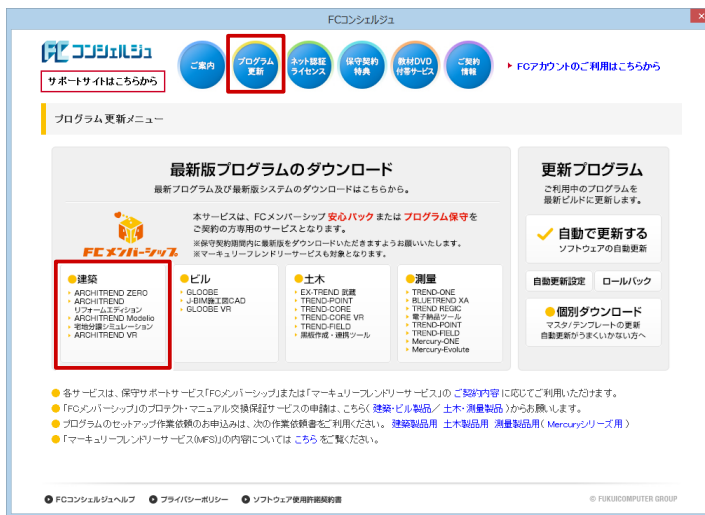 FCコンシェルジュ
FCコンシェルジュ
サポートサイトはこちらから
ご案内
プログラム
更新
ネット認証
ライセンス
保守契約
特典
教材DVD
付帯サービス
ご契約
情報
FCアカウントのご利用はこちらから
プログラム更新メニュー
最新版プログラムのダウンロード
最新プログラム及び最新版システムのダウンロードはこちらから。
FCメンバーシップ
本サービスは、FCメンバーシップ 安心パック または プログラム保守を
ご契約の方専用のサービスとなります。
※保守契約期間内に最新版をダウンロードいただきますようお願いいたします。
※マーキュリーフレンドリーサービスも対象となります。
建築
ARCHITREND ZERO
ARCHITREND
リフォームエディション
ARCHITREND Modelio
宅地分譲シミュレーション
ARCHITREND VR
ビル
GLOOBE
J-BIM施工図CAD
GLOOBE VR
土木
EX-TREND 武蔵
TREND-POINT
TREND-CORE
TREND-CORE VR
TREND-FIELD
黒板作成・連携ツール
測量
TREND-ONE
BLUETREND XA
TREND REGIC
電子納品ツール
TREND-POINT
TREND-FIELD
Mercury-ONE
Mercury-Evolute
更新プログラム
ご利用中のプログラムを
最新ビルドに更新します。
自動で更新する
ソフトウェアの自動更新
自動更新設定 ロールバック
個別ダウンロード
マスタ/テンプレートの更新
自動更新がうまくいかない方へ
各サービスは、保守サポートサービス「FCメンバーシップ」または「マーキュリーフレンドリーサービス」の ご契約内容 に応じてご利用いただけます。
「FCメンバーシップ」のプロテクト・マニュアル交換保証サービスの申請は、こちら( 建築・ビル製品 / 土木・測量製品 )からお願いします。
プログラムのセットアップ作業依頼のお申込みは、次の作業依頼書をご利用ください。 建築製品用 土木製品用 測量製品用( Mercuryシリーズ用 )
「マーキュリーフレンドリーサービス(MFS)」の内容については こちら をご覧ください。
FCコンシェルジュヘルプ プライバシーポリシー ソフトウェア使用許諾契約書
© FUKUICOMPUTER GROUP